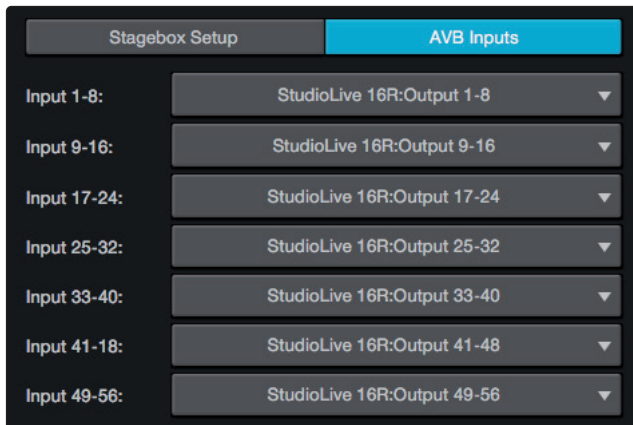 Stagebox Setup AVB Inputs
Input 1-8: StudioLive 16R:Output 1-8
Input 9-16: StudioLive 16R:Output 9-16
Input 17-24: StudioLive 16R:Output 17-24
Input 25-32: StudioLive 16R:Output 25-32
Input 33-40: StudioLive 16R:Output 33-40
Input 41-18: StudioLive 16R:Output 41-48
Input 49-56: StudioLive 16R:Output 49-56